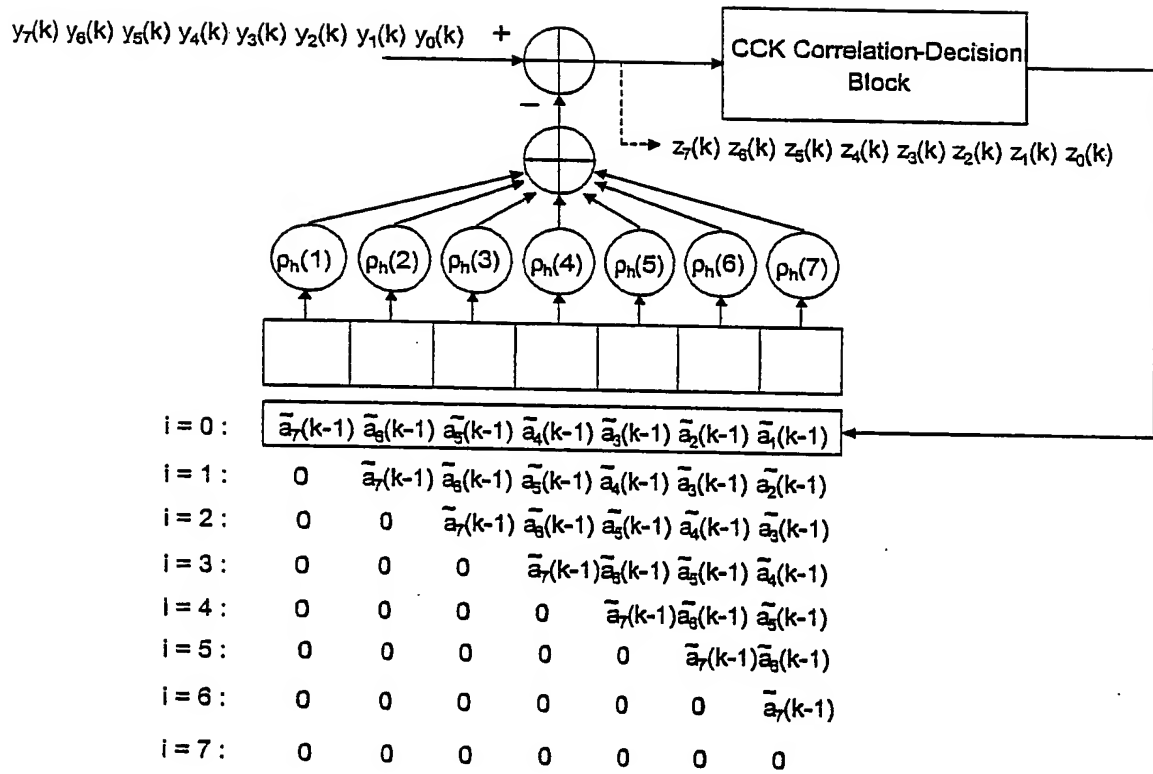 y₇(k) y₆(k) y₅(k) y₄(k) y₃(k) y₂(k) y₁(k) y₀(k)
+
CCK Correlation-Decision
Block
−
z₇(k) z₆(k) z₅(k) z₄(k) z₃(k) z₂(k) z₁(k) z₀(k)
ρₕ(1) ρₕ(2) ρₕ(3) ρₕ(4) ρₕ(5) ρₕ(6) ρₕ(7)
i = 0 : ã₇(k-1) ã₆(k-1) ã₅(k-1) ã₄(k-1) ã₃(k-1) ã₂(k-1) ã₁(k-1)
i = 1 : 0 ã₇(k-1) ã₆(k-1) ã₅(k-1) ã₄(k-1) ã₃(k-1) ã₂(k-1)
i = 2 : 0 0 ã₇(k-1) ã₆(k-1) ã₅(k-1) ã₄(k-1) ã₃(k-1)
i = 3 : 0 0 0 ã₇(k-1) ã₆(k-1) ã₅(k-1) ã₄(k-1)
i = 4 : 0 0 0 0 ã₇(k-1) ã₆(k-1) ã₅(k-1)
i = 5 : 0 0 0 0 0 ã₇(k-1) ã₆(k-1)
i = 6 : 0 0 0 0 0 0 ã₇(k-1)
i = 7 : 0 0 0 0 0 0 0